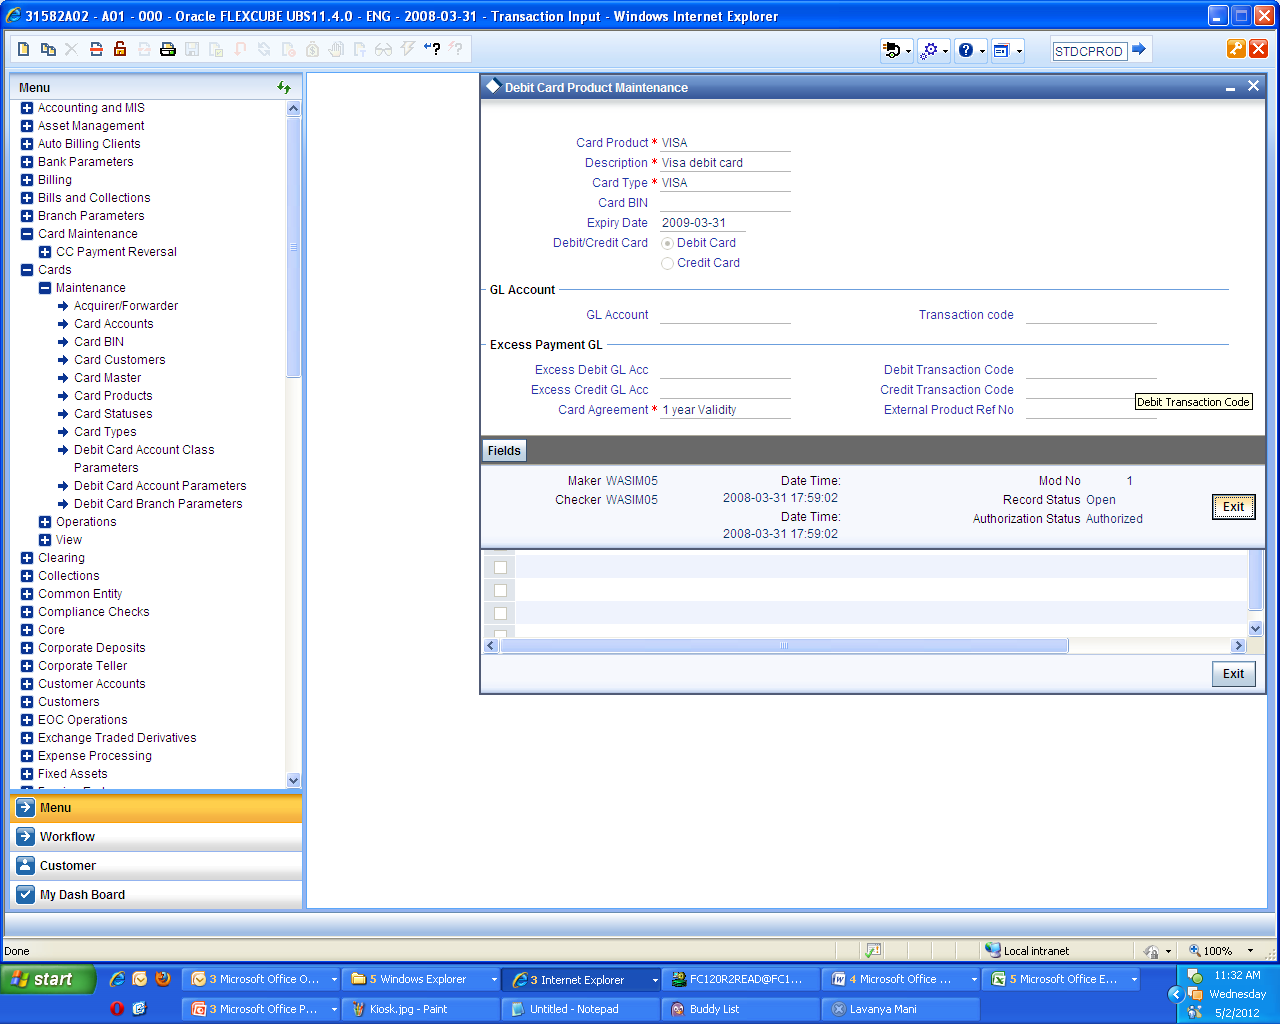 31582A02 - A01 - 000 - Oracle FLEXCUBE UBS11.4.0 - ENG - 2008-03-31 - Transaction Input - Windows Internet Explorer
STDCPROD
Menu
Accounting and MIS
Asset Management
Auto Billing Clients
Bank Parameters
Billing
Bills and Collections
Branch Parameters
Card Maintenance
CC Payment Reversal
Cards
Maintenance
Acquirer/Forwarder
Card Accounts
Card BIN
Card Customers
Card Master
Card Products
Card Statuses
Card Types
Debit Card Account Class
Parameters
Debit Card Account Parameters
Debit Card Branch Parameters
Operations
View
Clearing
Collections
Common Entity
Compliance Checks
Core
Corporate Deposits
Corporate Teller
Customer Accounts
Customers
EOC Operations
Exchange Traded Derivatives
Expense Processing
Fixed Assets
Menu
Workflow
Customer
My Dash Board
Debit Card Product Maintenance
Card Product * VISA
Description * Visa debit card
Card Type * VISA
Card BIN
Expiry Date 2009-03-31
Debit/Credit Card Debit Card
Credit Card
GL Account
GL Account Transaction code
Excess Payment GL
Excess Debit GL Acc Debit Transaction Code
Excess Credit GL Acc Credit Transaction Code
Debit Transaction Code
Card Agreement * 1 year Validity External Product Ref No
Fields
Maker WASIM05 Date Time: Mod No 1
2008-03-31 17:59:02
Checker WASIM05 Record Status Open
Date Time: Authorization Status Authorized
2008-03-31 17:59:02
Exit
Exit
Done Local intranet 100%
start 3 Microsoft Office O... 5 Windows Explorer 3 Internet Explorer FC120R2READ@FC1... 4 Microsoft Office ... 5 Microsoft Office E... 11:32 AM
Wednesday
3 Microsoft Office P... Kiosk.jpg - Paint Untitled - Notepad Buddy List Lavanya Mani 5/2/2012